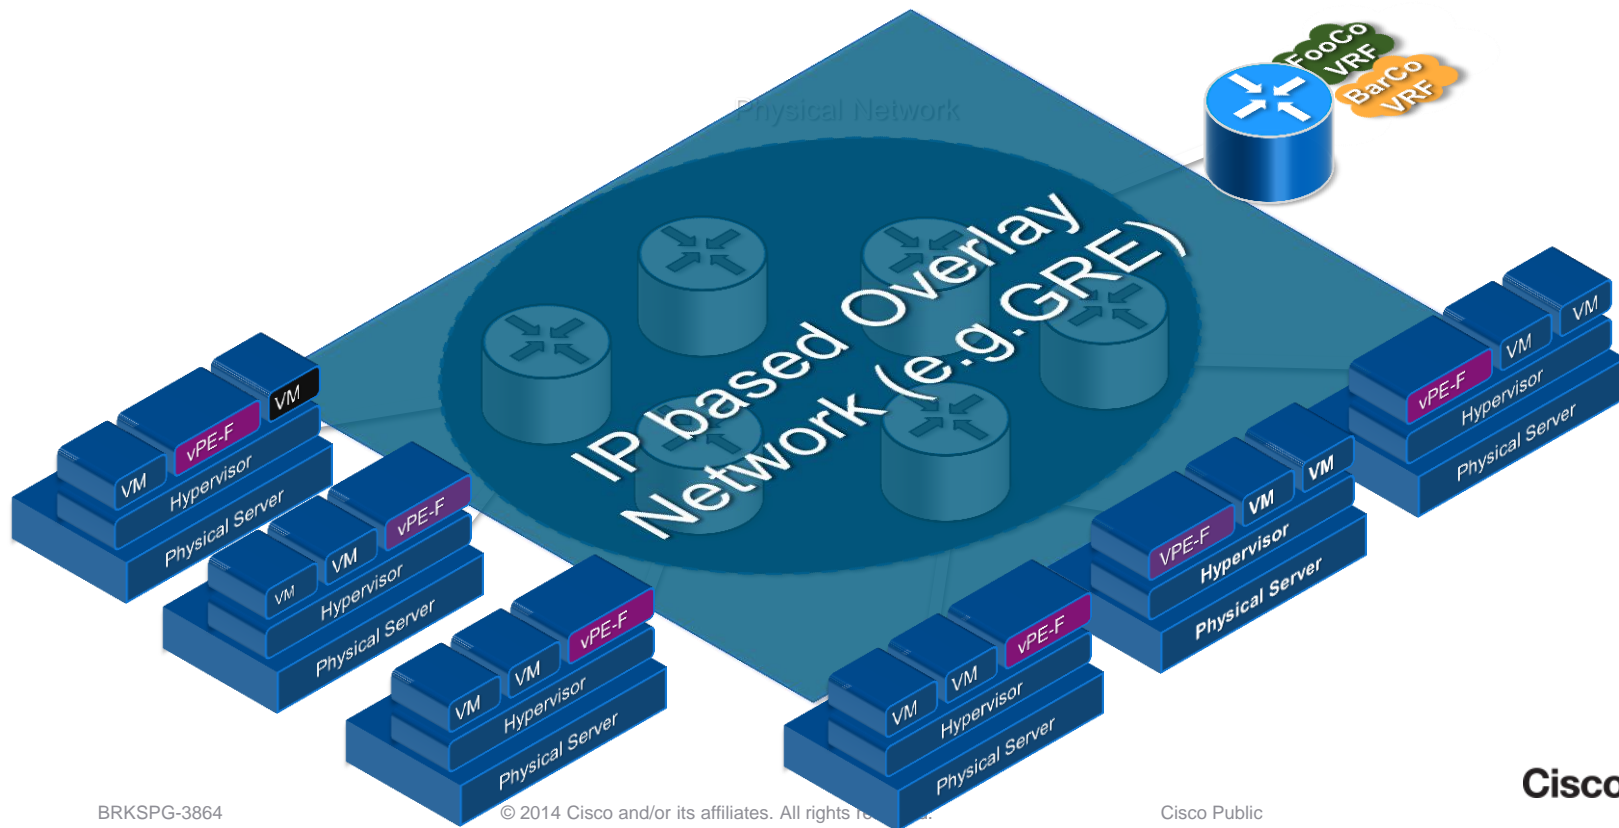 FooCo
VRF
BarCo
VRF
Physical Network
IP based Overlay
Network (e.g.GRE)
VM
vPE-F
VM
Hypervisor
Physical Server
VM
VM
vPE-F
Hypervisor
Physical Server
VM
VM
vPE-F
Hypervisor
Physical Server
VM
VM
vPE-F
Hypervisor
Physical Server
VPE-F
VM
VM
Hypervisor
Physical Server
vPE-F
VM
VM
Hypervisor
Physical Server
BRKSPG-3864
© 2014 Cisco and/or its affiliates. All rights
Cisco Public
Cisco